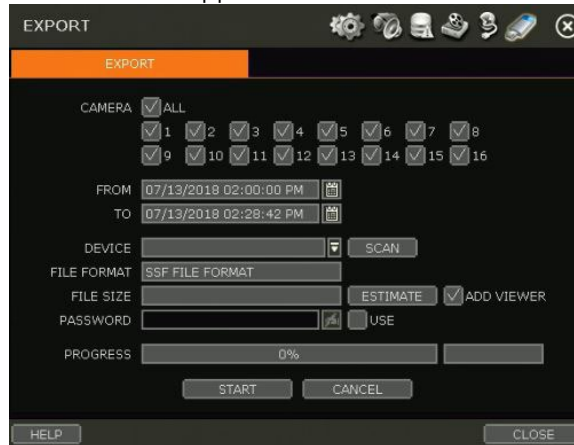 EXPORT
EXPORT
CAMERA ALL
1 2 3 4 5 6 7 8
9 10 11 12 13 14 15 16
FROM 07/13/2018 02:00:00 PM
TO 07/13/2018 02:28:42 PM
DEVICE SCAN
FILE FORMAT SSF FILE FORMAT
FILE SIZE ESTIMATE ADD VIEWER
PASSWORD USE
PROGRESS 0%
START CANCEL
HELP CLOSE